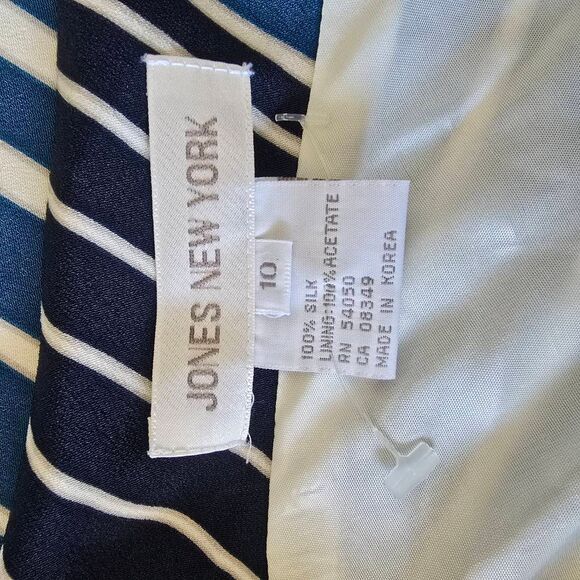 JONES NEW YORK
10
100% SILK
LINING:100% ACETATE
RN 54050
CA 08349
MADE IN KOREA